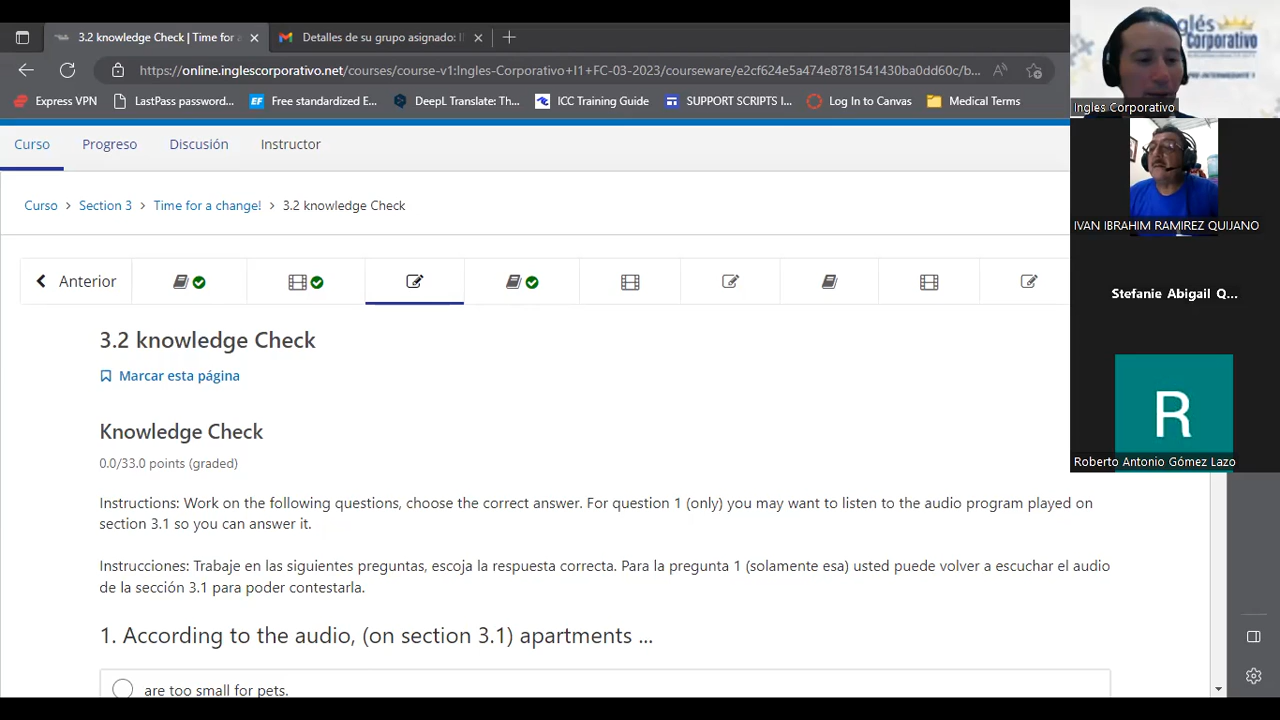 3.2 knowledge Check | Time for a
Detalles de su grupo asignado: I
https://online.inglescorporativo.net/courses/course-v1:Ingles-Corporativo+I1+FC-03-2023/courseware/e2cf624e5a474e8781541430ba0dd60c/b...
Express VPN
LastPass password...
Free standardized E...
DeepL Translate: Th...
ICC Training Guide
SUPPORT SCRIPTS I...
Log In to Canvas
Medical Terms
Curso
Progreso
Discusión
Instructor
Curso > Section 3 > Time for a change! > 3.2 knowledge Check
Anterior
3.2 knowledge Check
Marcar esta página
Knowledge Check
0.0/33.0 points (graded)
Instructions: Work on the following questions, choose the correct answer. For question 1 (only) you may want to listen to the audio program played on
section 3.1 so you can answer it.
Instrucciones: Trabaje en las siguientes preguntas, escoja la respuesta correcta. Para la pregunta 1 (solamente esa) usted puede volver a escuchar el audio
de la sección 3.1 para poder contestarla.
1. According to the audio, (on section 3.1) apartments ...
are too small for pets.
Ingles Corporativo
IVAN IBRAHIM RAMIREZ QUIJANO
Stefanie Abigail Q...
R
Roberto Antonio Gómez Lazo